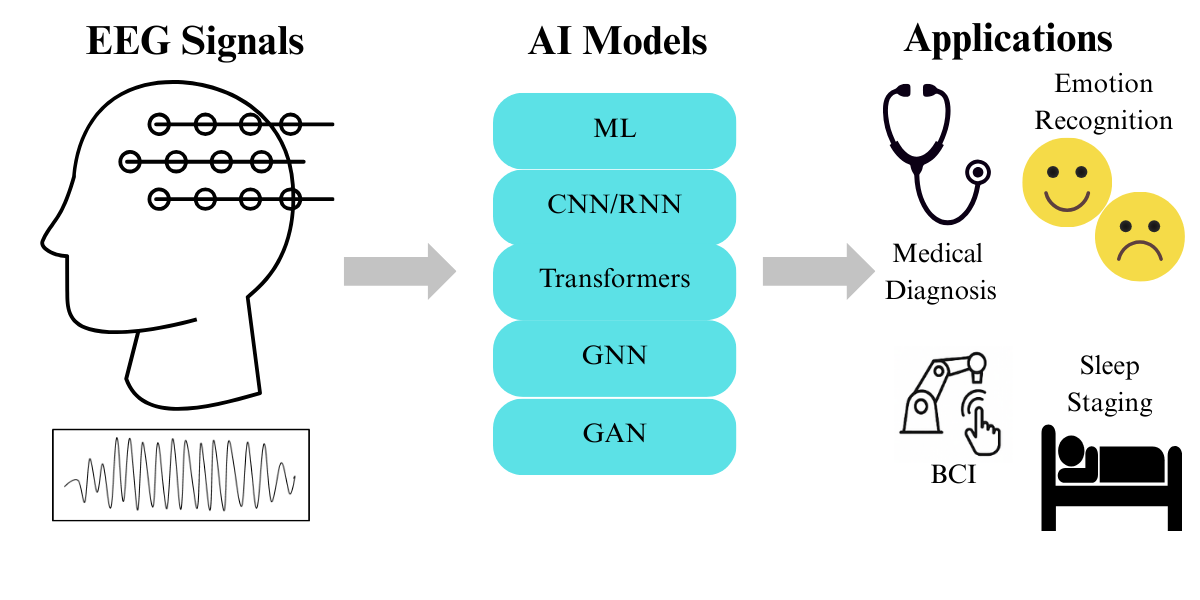 EEG Signals
AI Models
Applications
ML
CNN/RNN
Transformers
GNN
GAN
Emotion
Recognition
Medical
Diagnosis
BCI
Sleep
Staging